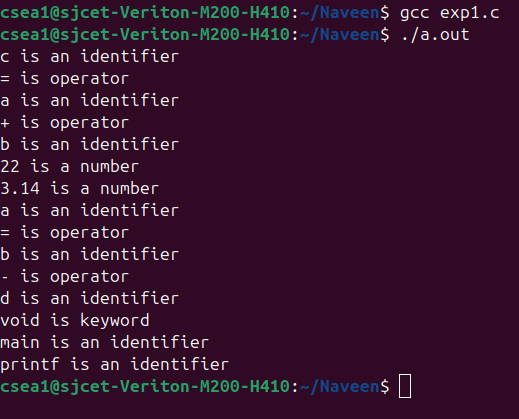 csea1@sjcet-Veriton-M200-H410:~/Naveen$ gcc exp1.c
csea1@sjcet-Veriton-M200-H410:~/Naveen$ ./a.out
c is an identifier
= is operator
a is an identifier
+ is operator
b is an identifier
22 is a number
3.14 is a number
a is an identifier
= is operator
b is an identifier
- is operator
d is an identifier
void is keyword
main is an identifier
printf is an identifier
csea1@sjcet-Veriton-M200-H410:~/Naveen$